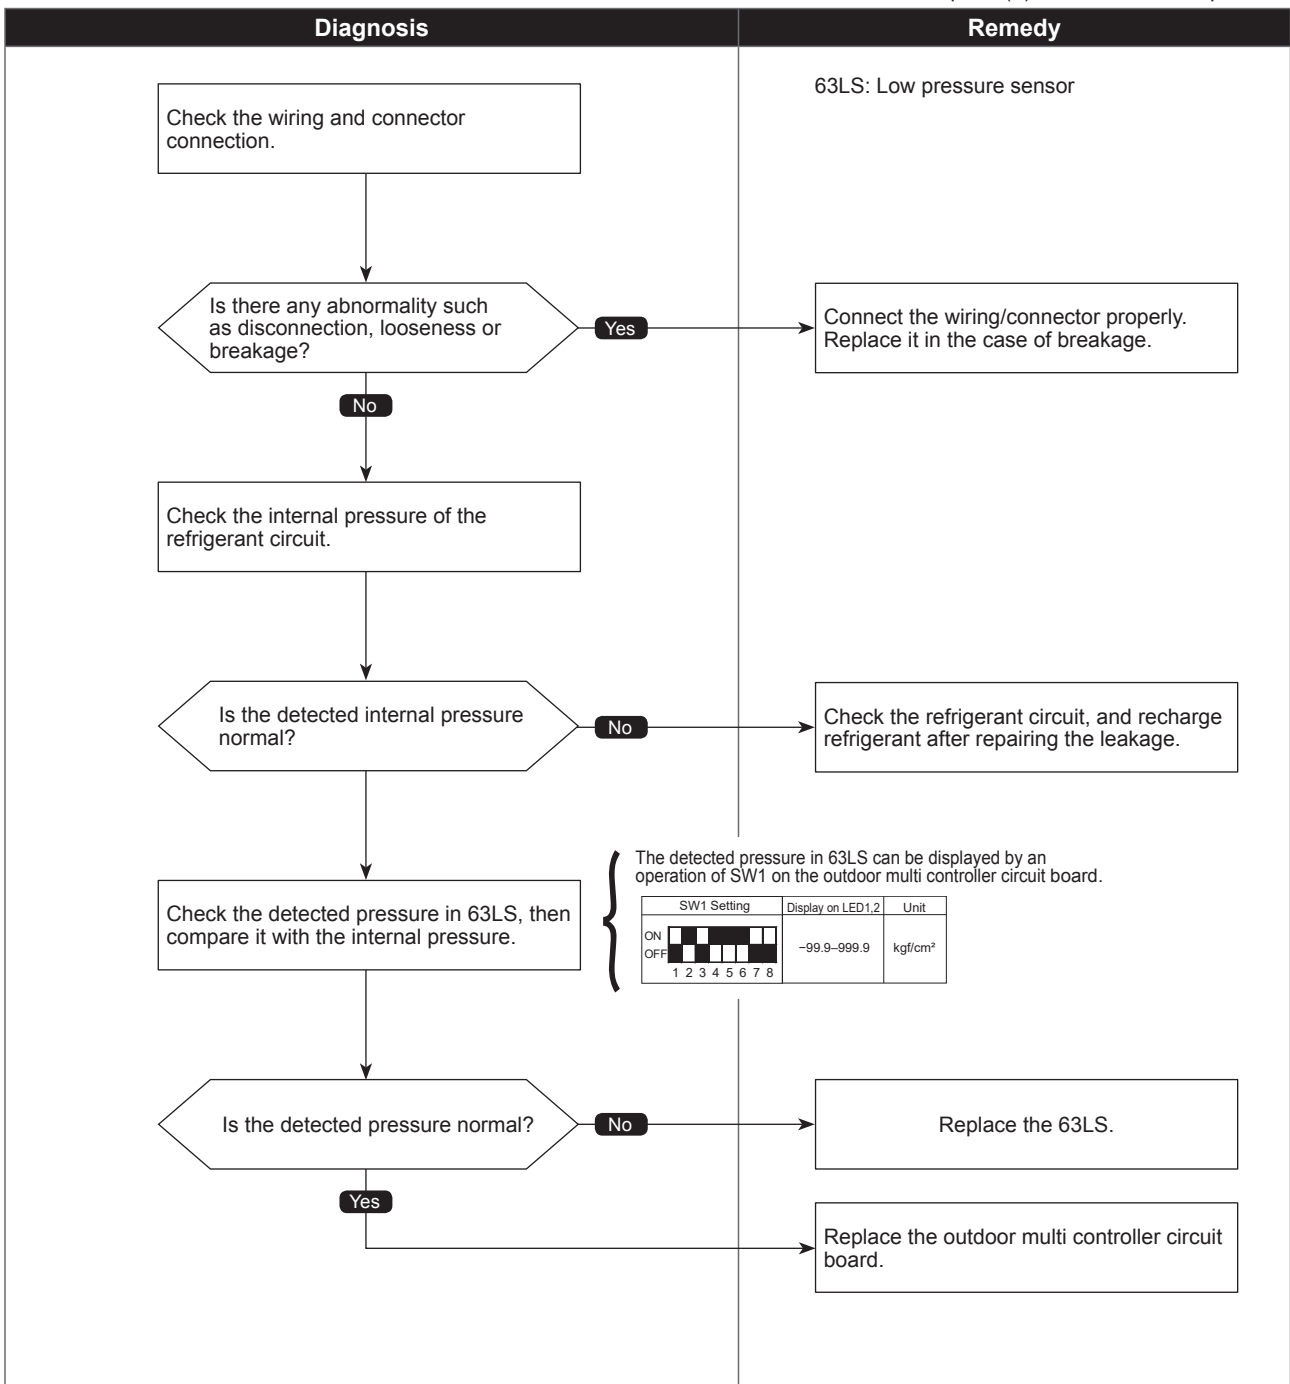 Diagnosis
Remedy
63LS: Low pressure sensor
Check the wiring and connector
connection.
Is there any abnormality such
as disconnection, looseness or
breakage?
Yes
Connect the wiring/connector properly.
Replace it in the case of breakage.
No
Check the internal pressure of the
refrigerant circuit.
Is the detected internal pressure
normal?
No
Check the refrigerant circuit, and recharge
refrigerant after repairing the leakage.
The detected pressure in 63LS can be displayed by an
operation of SW1 on the outdoor multi controller circuit board.
SW1 Setting
Display on LED1,2
Unit
ON
OFF
1 2 3 4 5 6 7 8
−99.9–999.9
kgf/cm²
Check the detected pressure in 63LS, then
compare it with the internal pressure.
Is the detected pressure normal?
No
Replace the 63LS.
Yes
Replace the outdoor multi controller circuit
board.